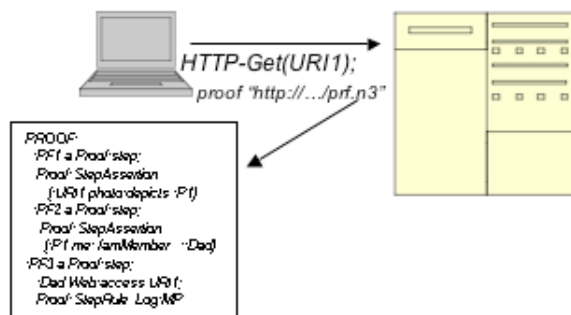 HTTP-Get(URI1);
proof "http://.../prf.n3"
PROOF:
:PF1 a Proof:step;
Proof: StepAssertion
{:URI1 photo:depicts :P1}
:PF2 a Proof:step;
Proof: StepAssertion
{:P1 me: famMember :Dad}
:PF3 a Proof:step;
:Dad Web:access URI1;
Proof: StepRule Log:MP